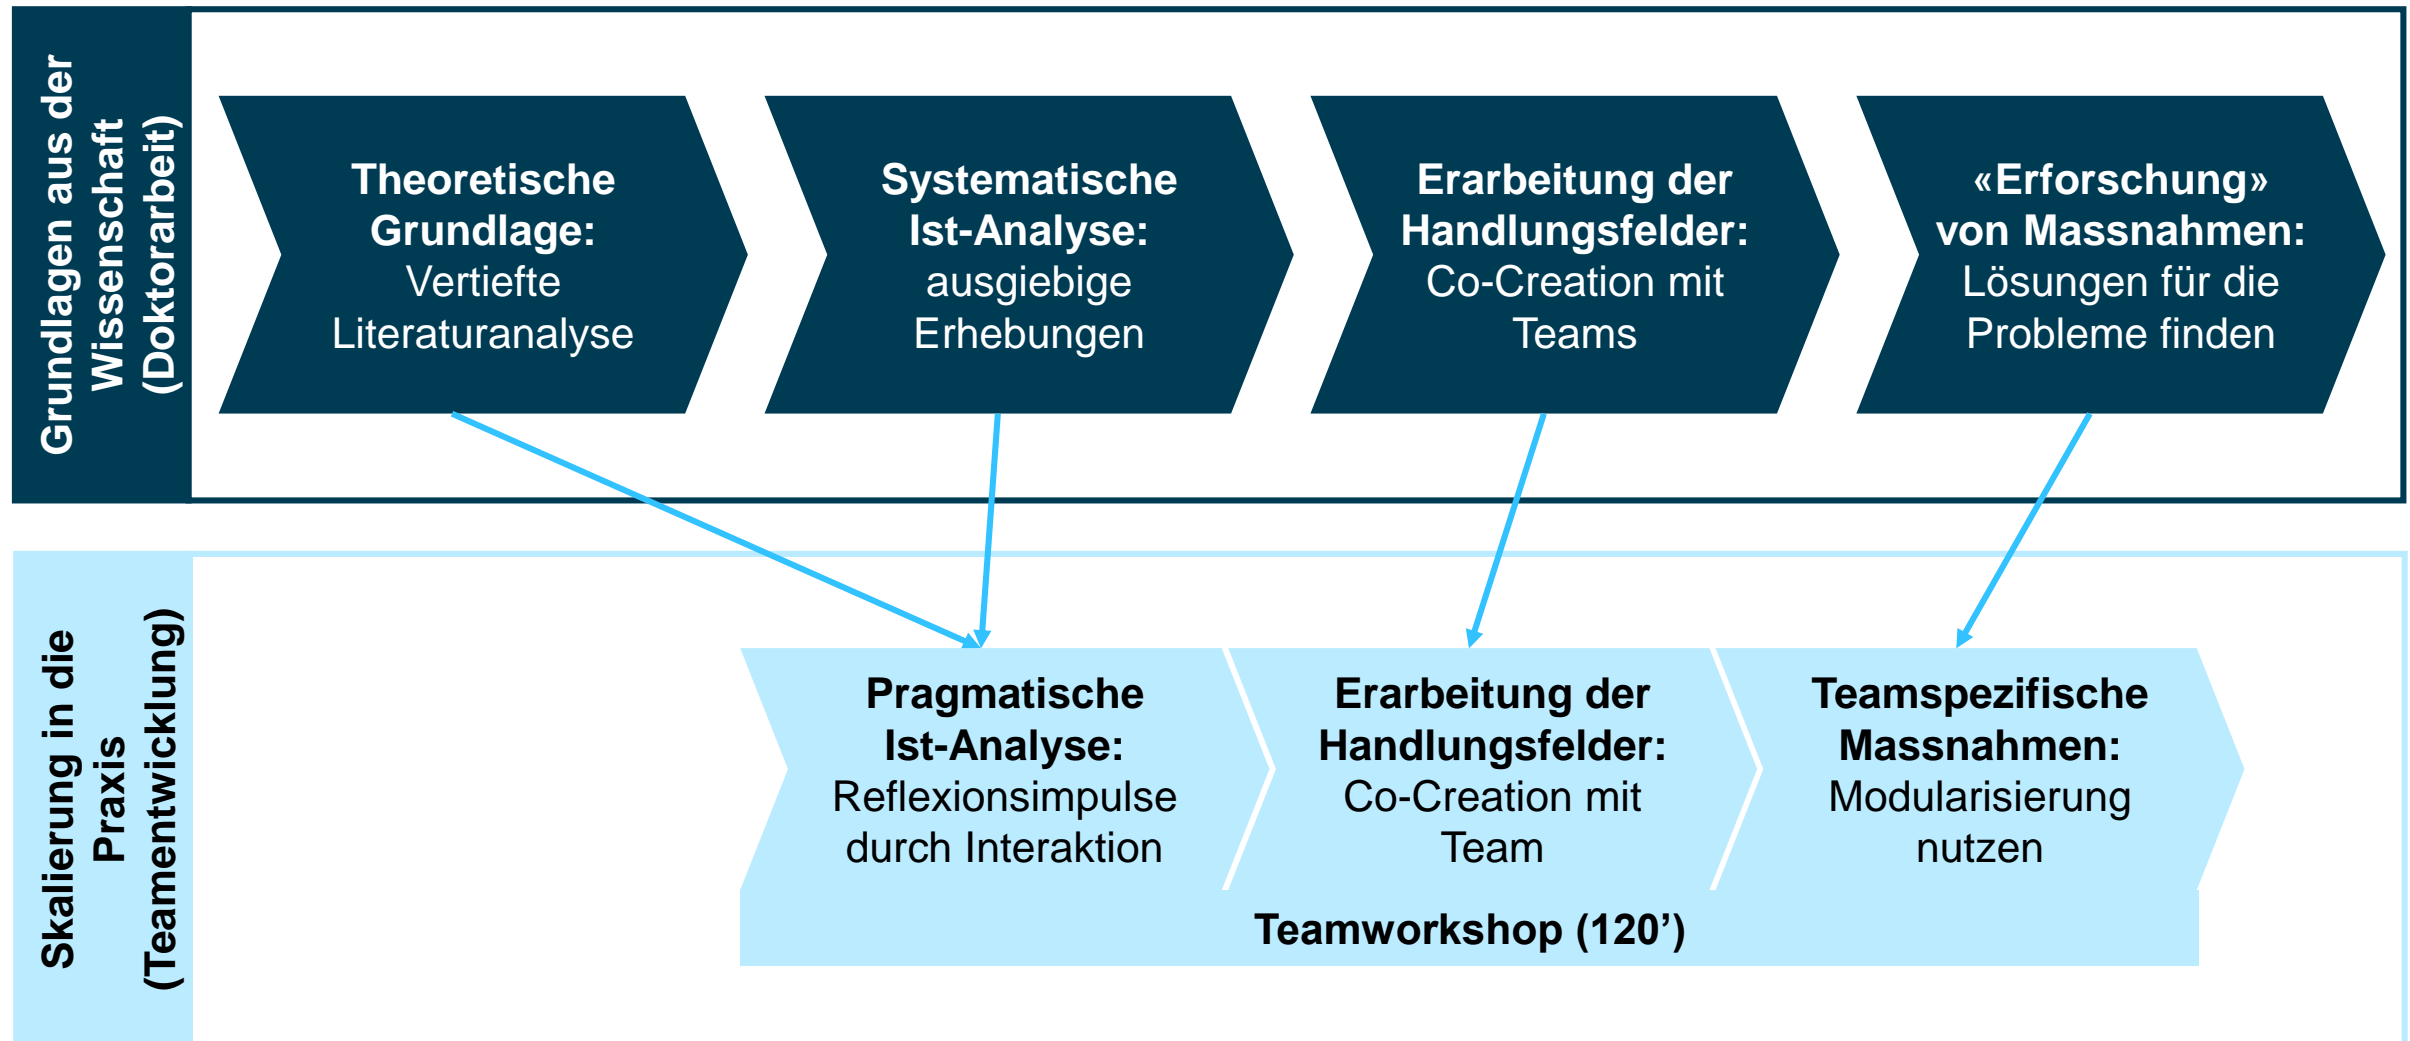 Grundlagen aus der
Wissenschaft
(Doktorarbeit)
Theoretische
Grundlage:
Vertiefte
Literaturanalyse
Systematische
Ist-Analyse:
ausgiebige
Erhebungen
Erarbeitung der
Handlungsfelder:
Co-Creation mit
Teams
«Erforschung»
von Massnahmen:
Lösungen für die
Probleme finden
Skalierung in die
Praxis
(Teamentwicklung)
Pragmatische
Ist-Analyse:
Reflexionsimpulse
durch Interaktion
Erarbeitung der
Handlungsfelder:
Co-Creation mit
Team
Teamspezifische
Massnahmen:
Modularisierung
nutzen
Teamworkshop (120’)